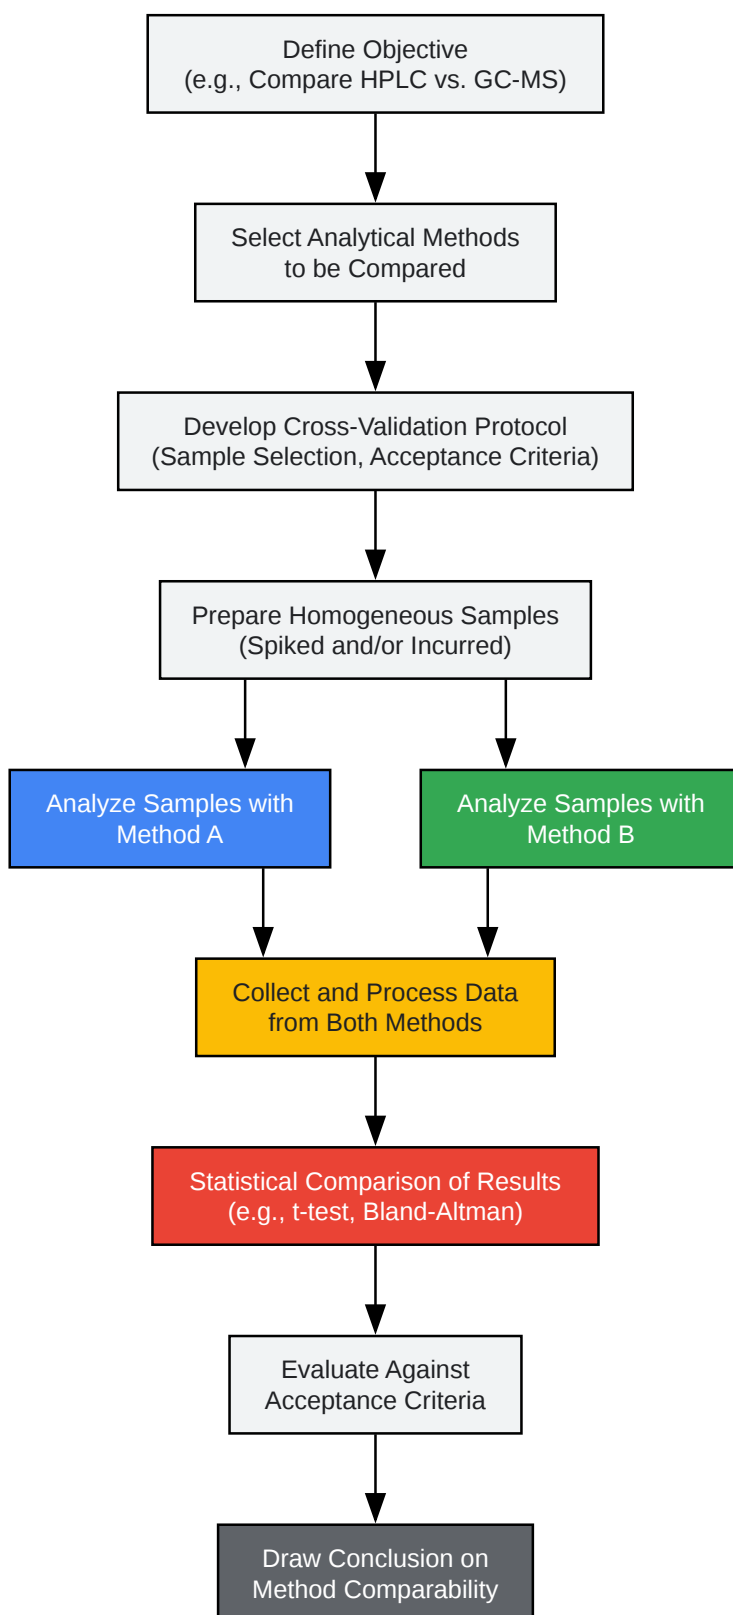 Define Objective
(e.g., Compare HPLC vs. GC-MS)
Select Analytical Methods
to be Compared
Develop Cross-Validation Protocol
(Sample Selection, Acceptance Criteria)
Prepare Homogeneous Samples
(Spiked and/or Incurred)
Analyze Samples with
Method A
Analyze Samples with
Method B
Collect and Process Data
from Both Methods
Statistical Comparison of Results
(e.g., t-test, Bland-Altman)
Evaluate Against
Acceptance Criteria
Draw Conclusion on
Method Comparability